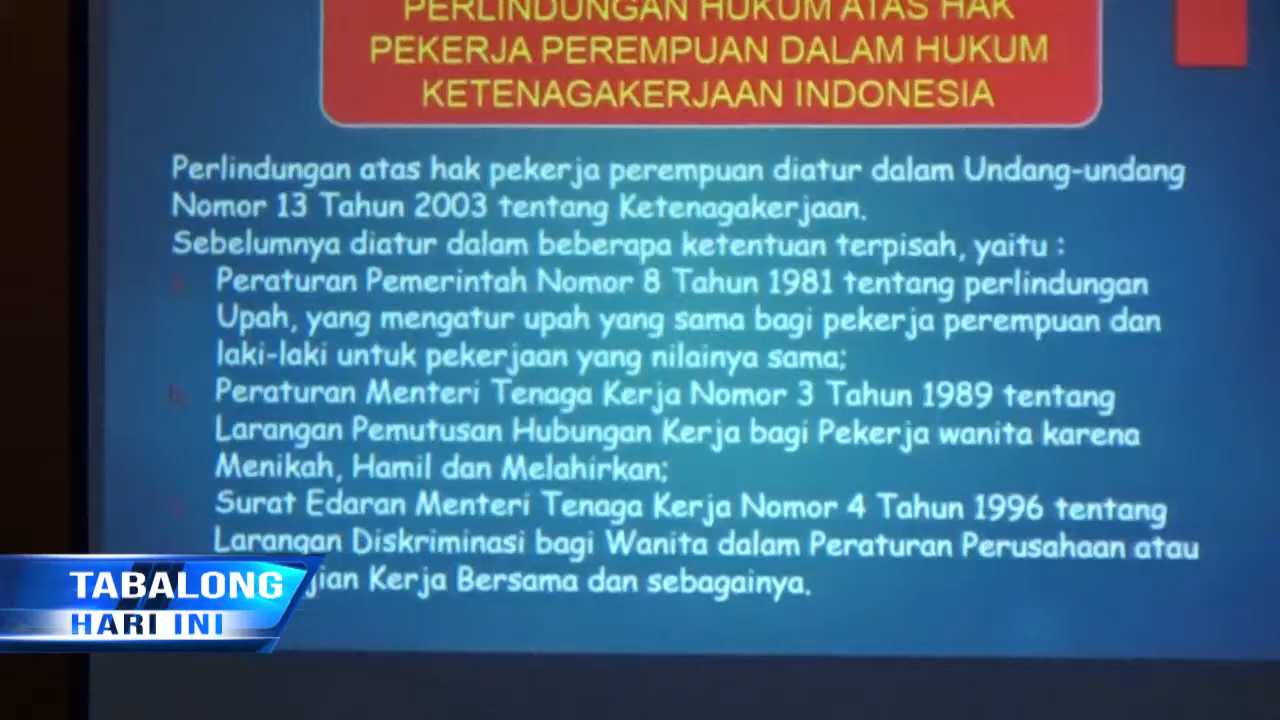 PERLINDUNGAN HUKUM ATAS HAK
PEKERJA PEREMPUAN DALAM HUKUM
KETENAGAKERJAAN INDONESIA
Perlindungan atas hak pekerja perempuan diatur dalam Undang-undang
Nomor 13 Tahun 2003 tentang Ketenagakerjaan.
Sebelumnya diatur dalam beberapa ketentuan terpisah, yaitu :
Peraturan Pemerintah Nomor 8 Tahun 1981 tentang perlindungan
Upah, yang mengatur upah yang sama bagi pekerja perempuan dan
laki-laki untuk pekerjaan yang nilainya sama;
b. Peraturan Menteri Tenaga Kerja Nomor 3 Tahun 1989 tentang
Larangan Pemutusan Hubungan Kerja bagi Pekerja wanita karena
Menikah, Hamil dan Melahirkan;
Surat Edaran Menteri Tenaga Kerja Nomor 4 Tahun 1996 tentang
Larangan Diskriminasi bagi Wanita dalam Peraturan Perusahaan atau
Kerja Bersama dan sebagainya.
TABALONG
HARI INI